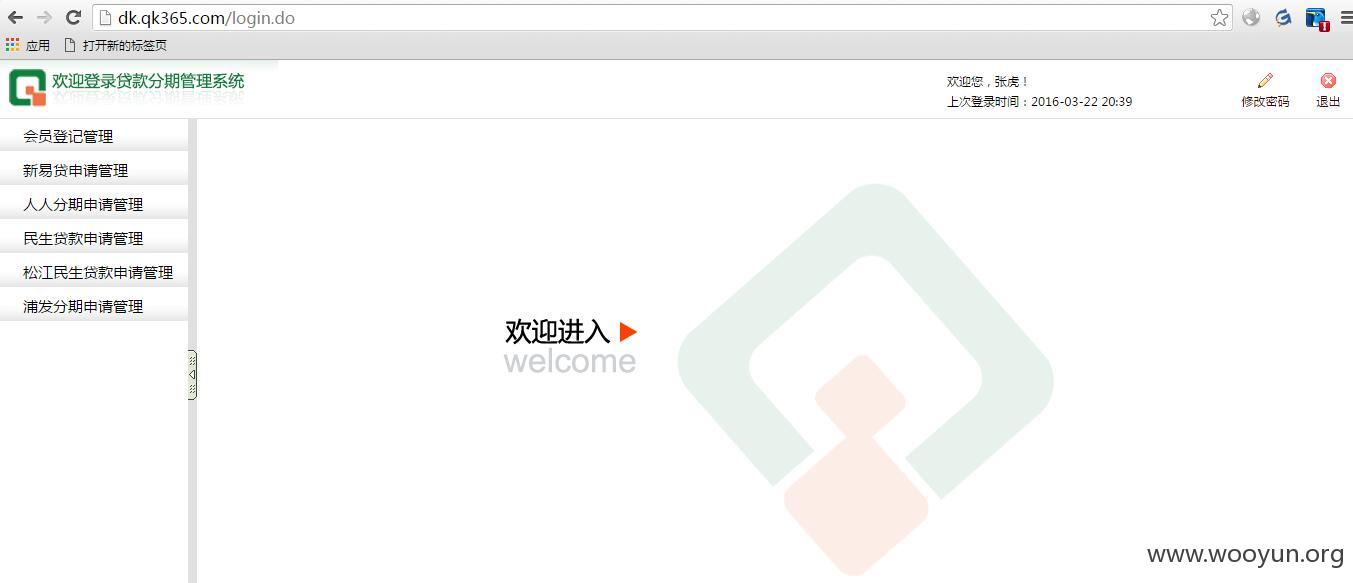 dk.qk365.com/login.do
应用 打开新的标签页
欢迎登录贷款分期管理系统
欢迎您，张虎！
上次登录时间：2016-03-22 20:39
修改密码 退出
会员登记管理
新易贷申请管理
人人分期申请管理
民生贷款申请管理
松江民生贷款申请管理
浦发分期申请管理
欢迎进入
welcome
www.wooyun.org